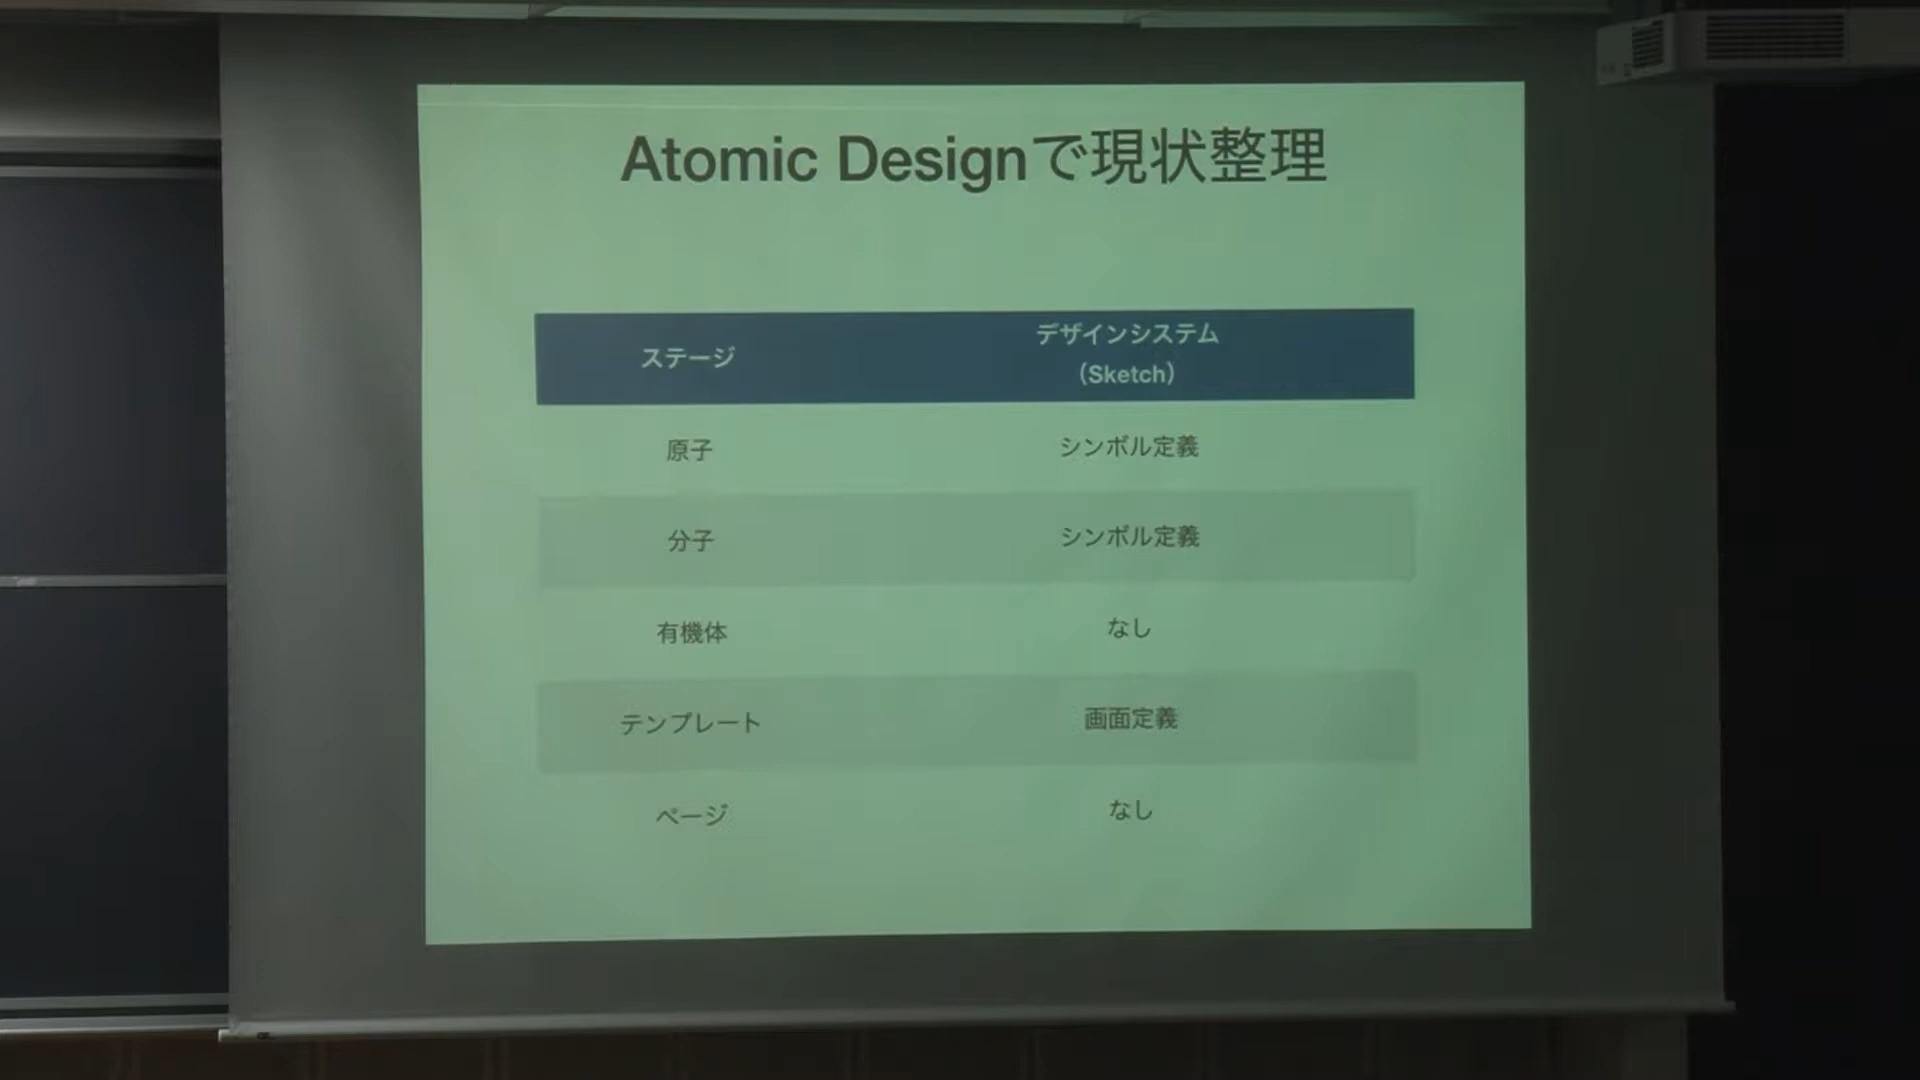 Atomic Designで現状整理
ステージ
デザインシステム
（Sketch）
原子
シンボル定義
分子
シンボル定義
有機体
なし
テンプレート
画面定義
ページ
なし